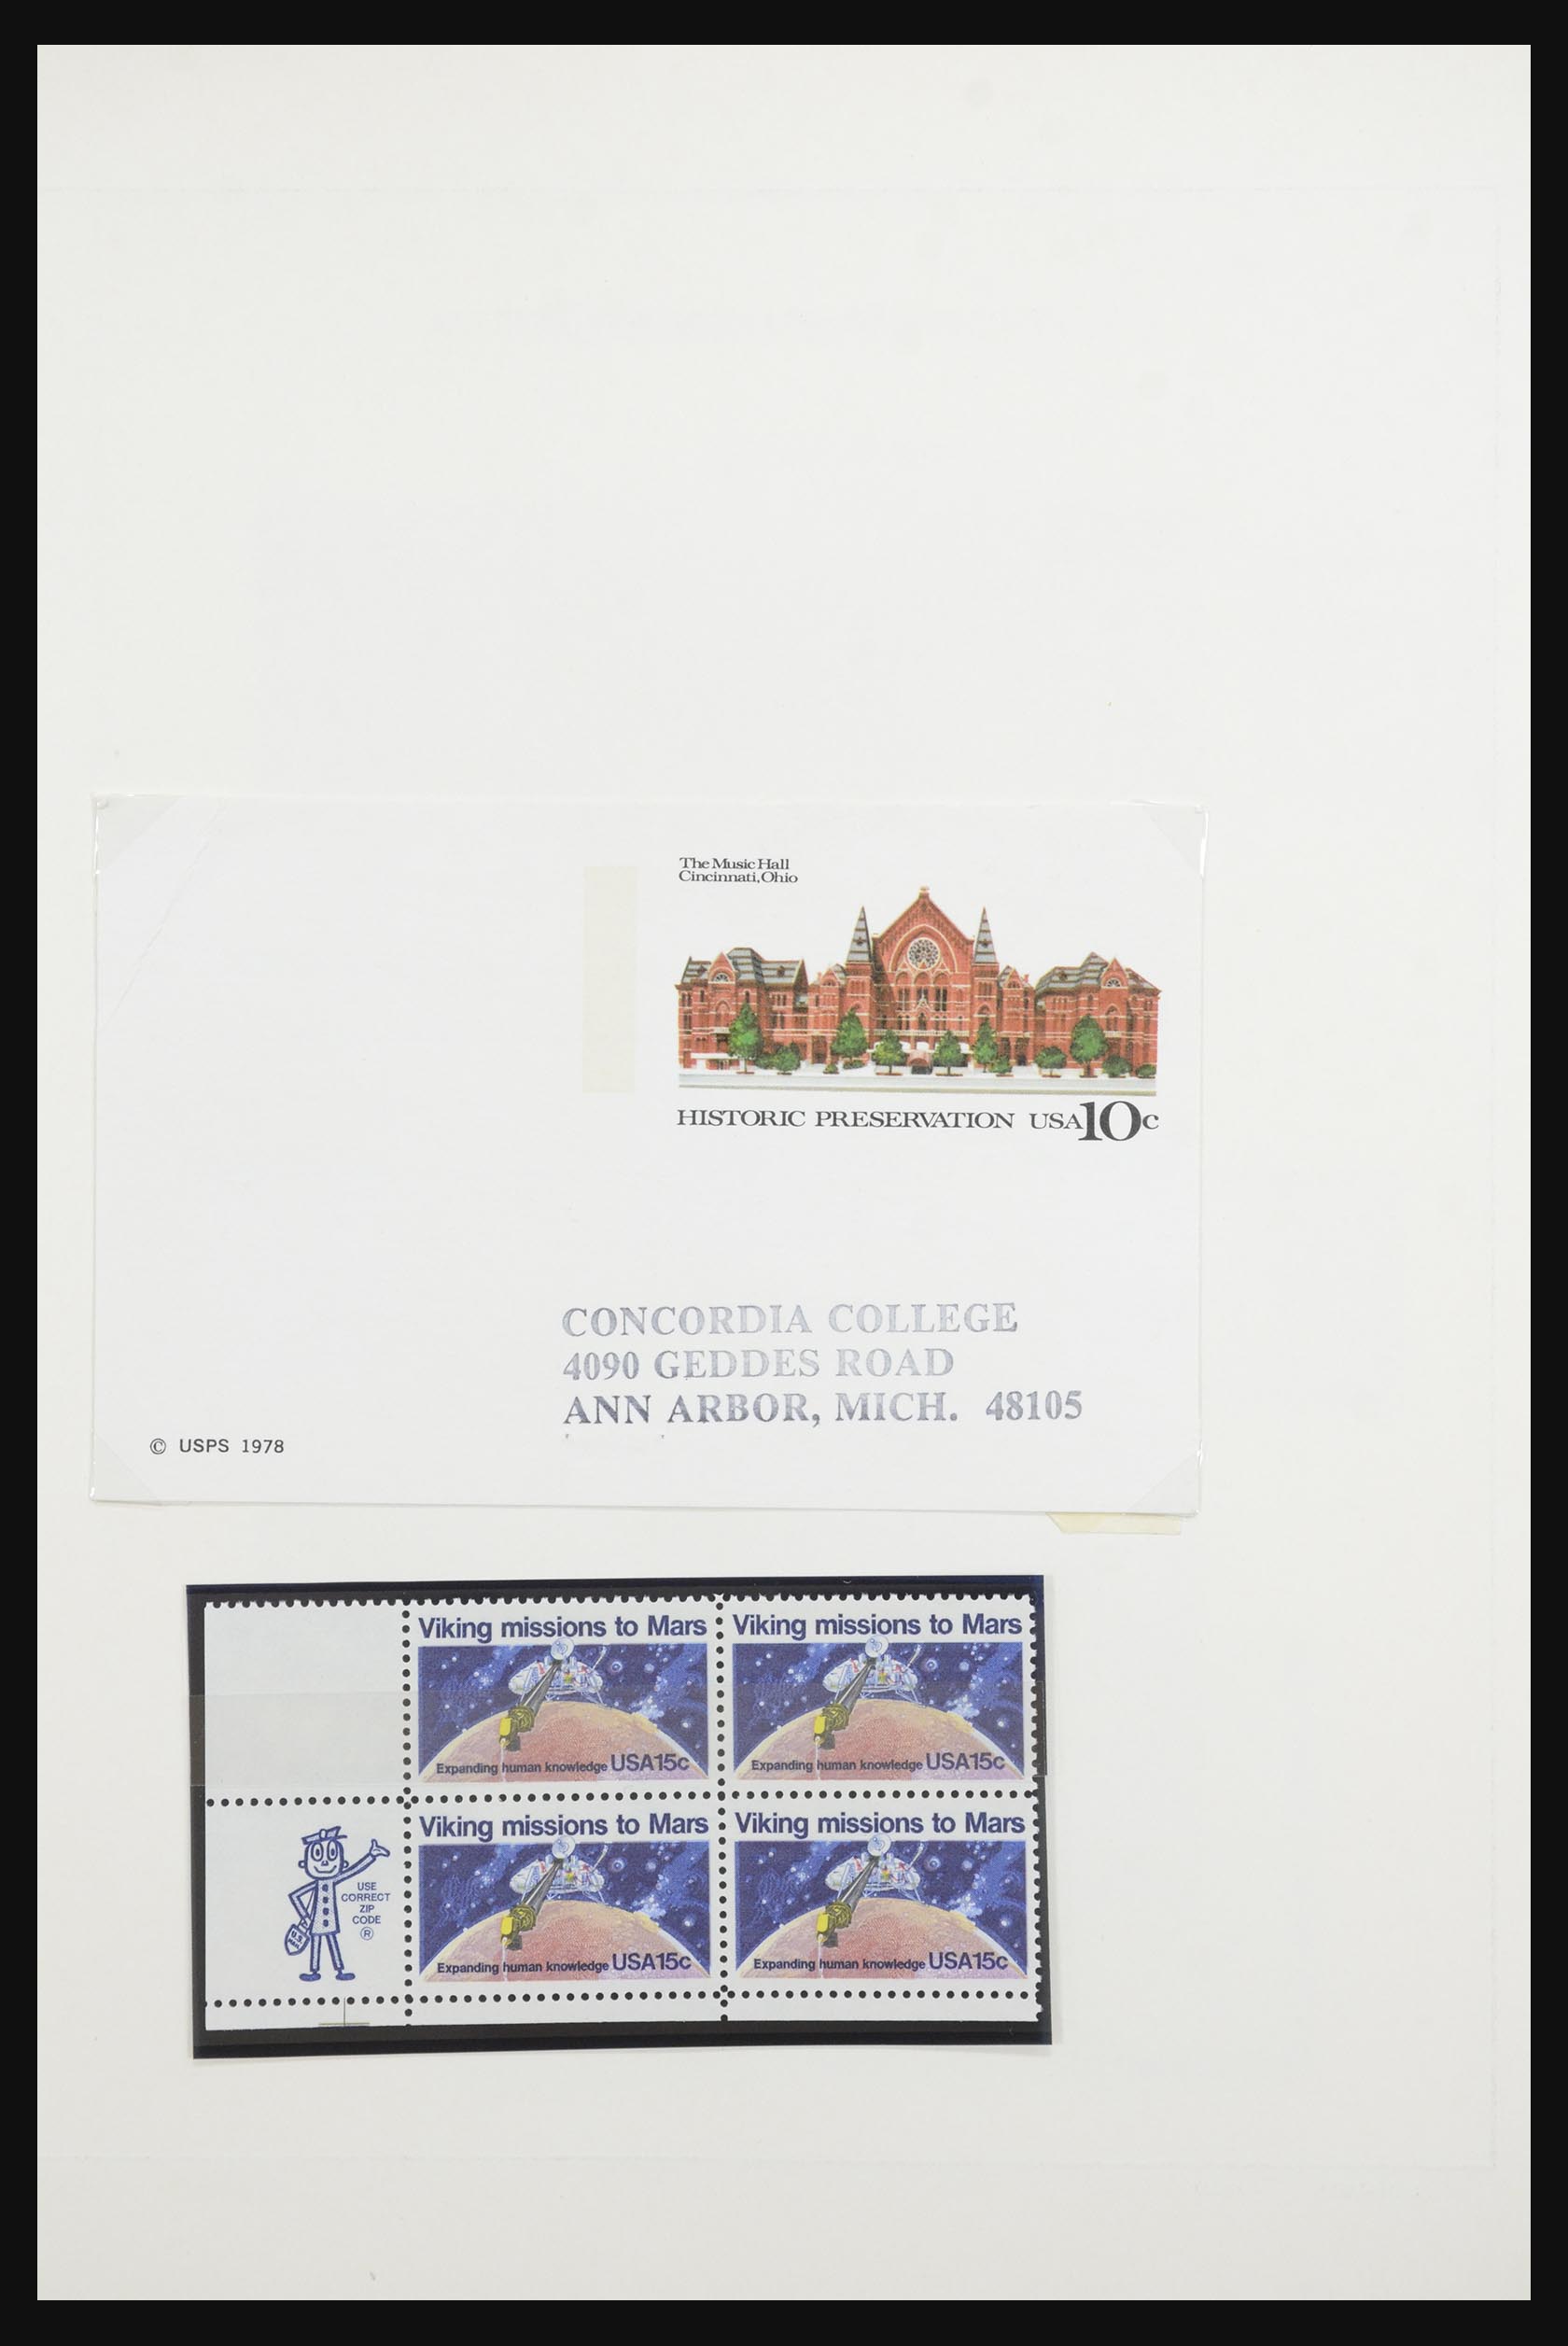 The Music Hall
Cincinnati, Ohio
HISTORIC PRESERVATION USA 10c
CONCORDIA COLLEGE
4090 GEDDES ROAD
ANN ARBOR, MICH. 48105
© USPS 1978
Viking missions to Mars
Expanding human knowledge USA 15c
Viking missions to Mars
Expanding human knowledge USA 15c
USE
CORRECT
ZIP
CODE
®
U.S.
Viking missions to Mars
Expanding human knowledge USA 15c
Viking missions to Mars
Expanding human knowledge USA 15c